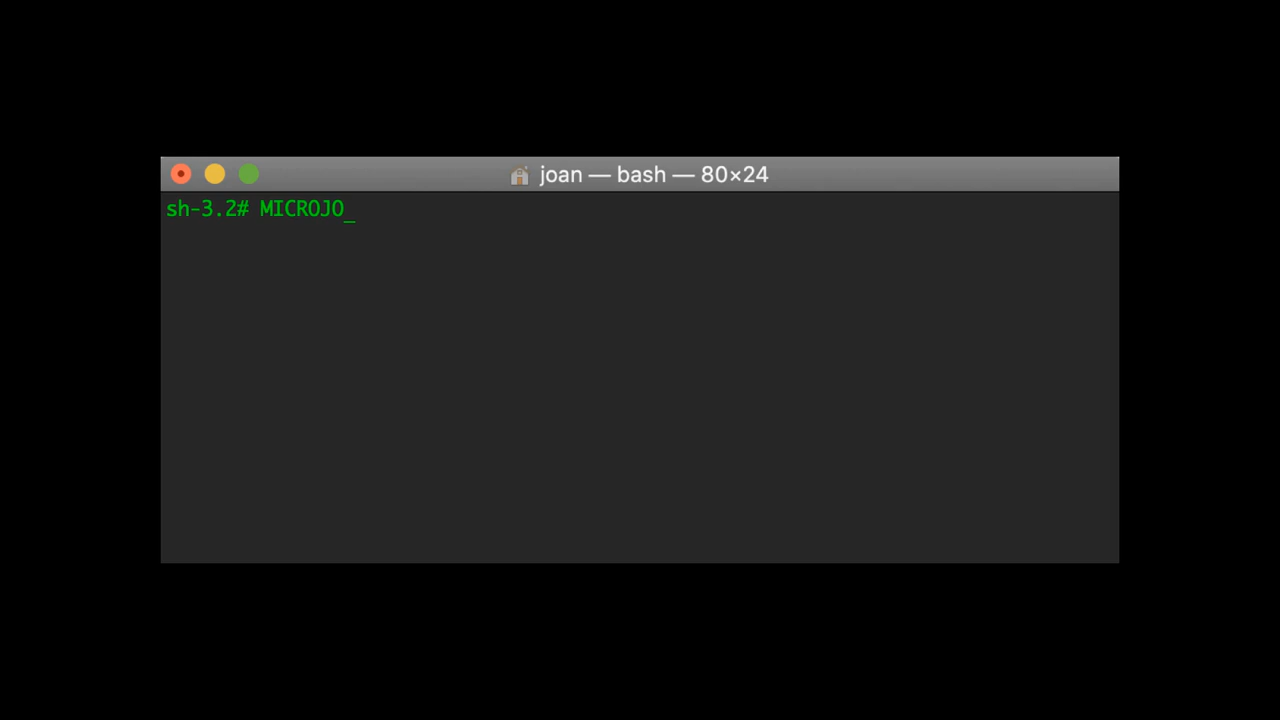 joan — bash — 80×24
sh-3.2# MICROJO_